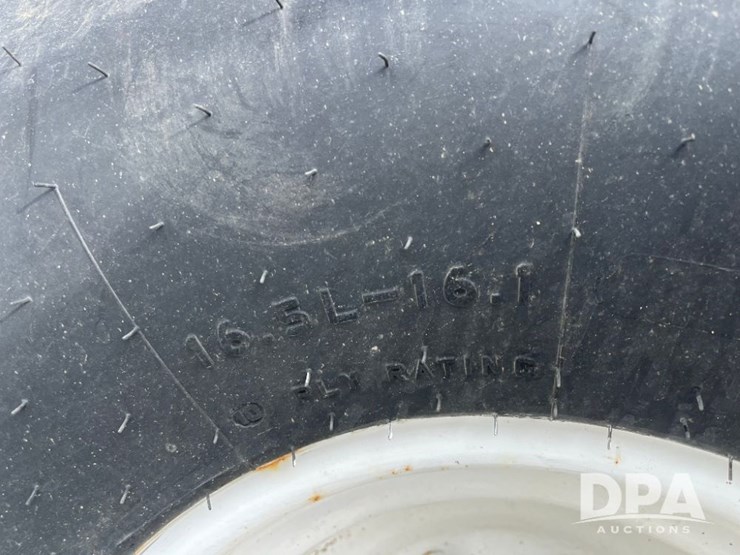 16.5L-16.1
PLY RATING
DPA
AUCTIONS